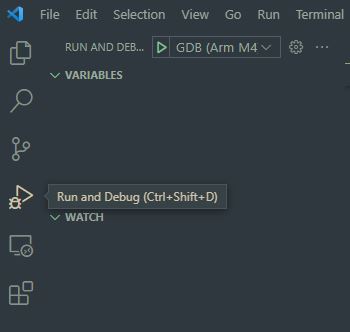 File Edit Selection View Go Run Terminal
RUN AND DEB... GDB (Arm M4 ...
VARIABLES
Run and Debug (Ctrl+Shift+D)
WATCH